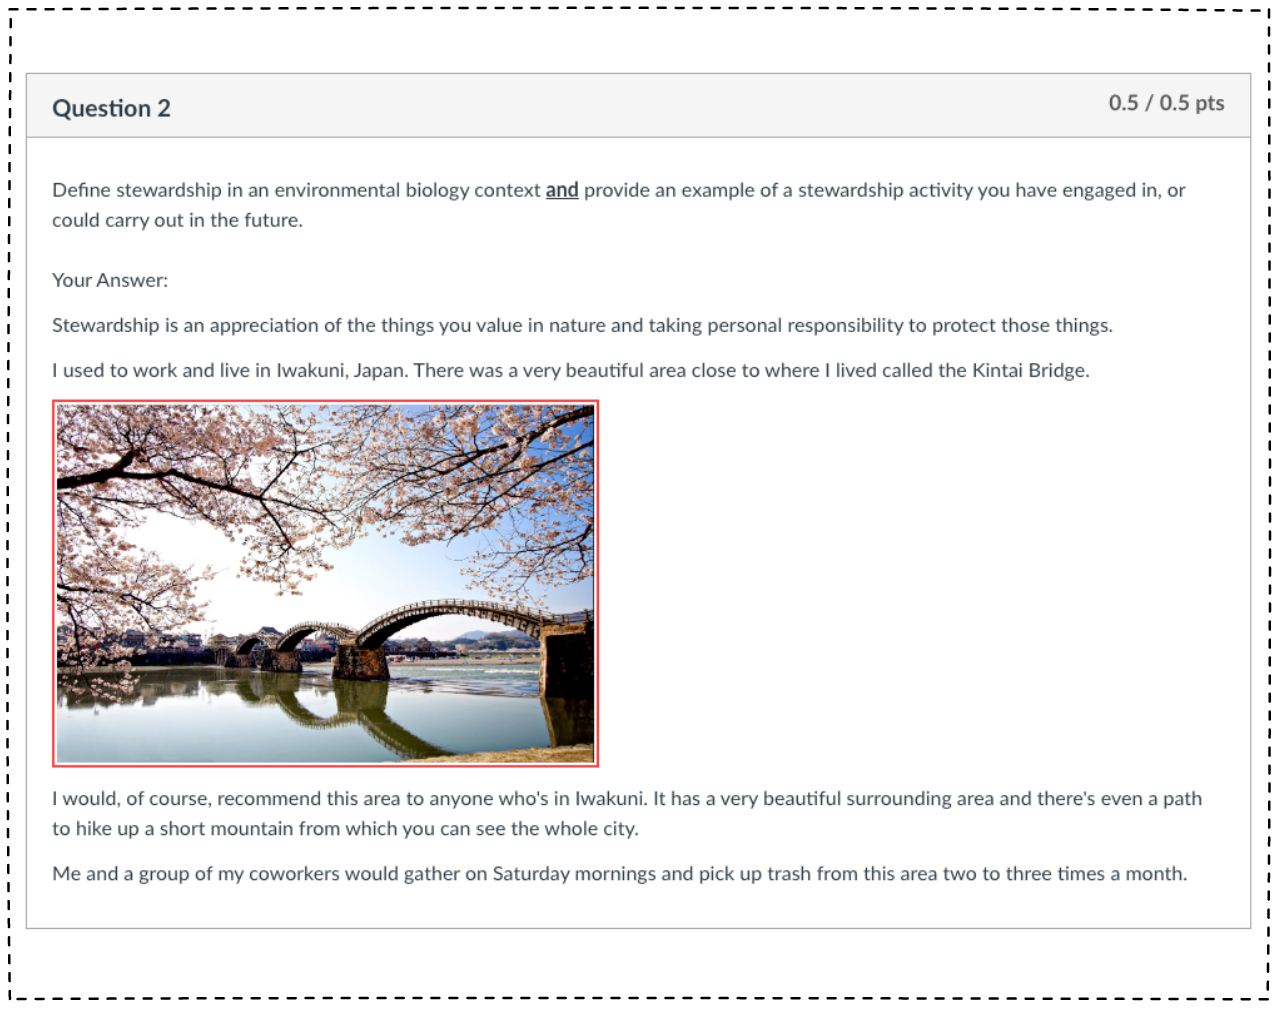 Question 2
0.5 / 0.5 pts
Define stewardship in an environmental biology context and provide an example of a stewardship activity you have engaged in, or
could carry out in the future.
Your Answer:
Stewardship is an appreciation of the things you value in nature and taking personal responsibility to protect those things.
I used to work and live in Iwakuni, Japan. There was a very beautiful area close to where I lived called the Kintai Bridge.
I would, of course, recommend this area to anyone who's in Iwakuni. It has a very beautiful surrounding area and there's even a path
to hike up a short mountain from which you can see the whole city.
Me and a group of my coworkers would gather on Saturday mornings and pick up trash from this area two to three times a month.